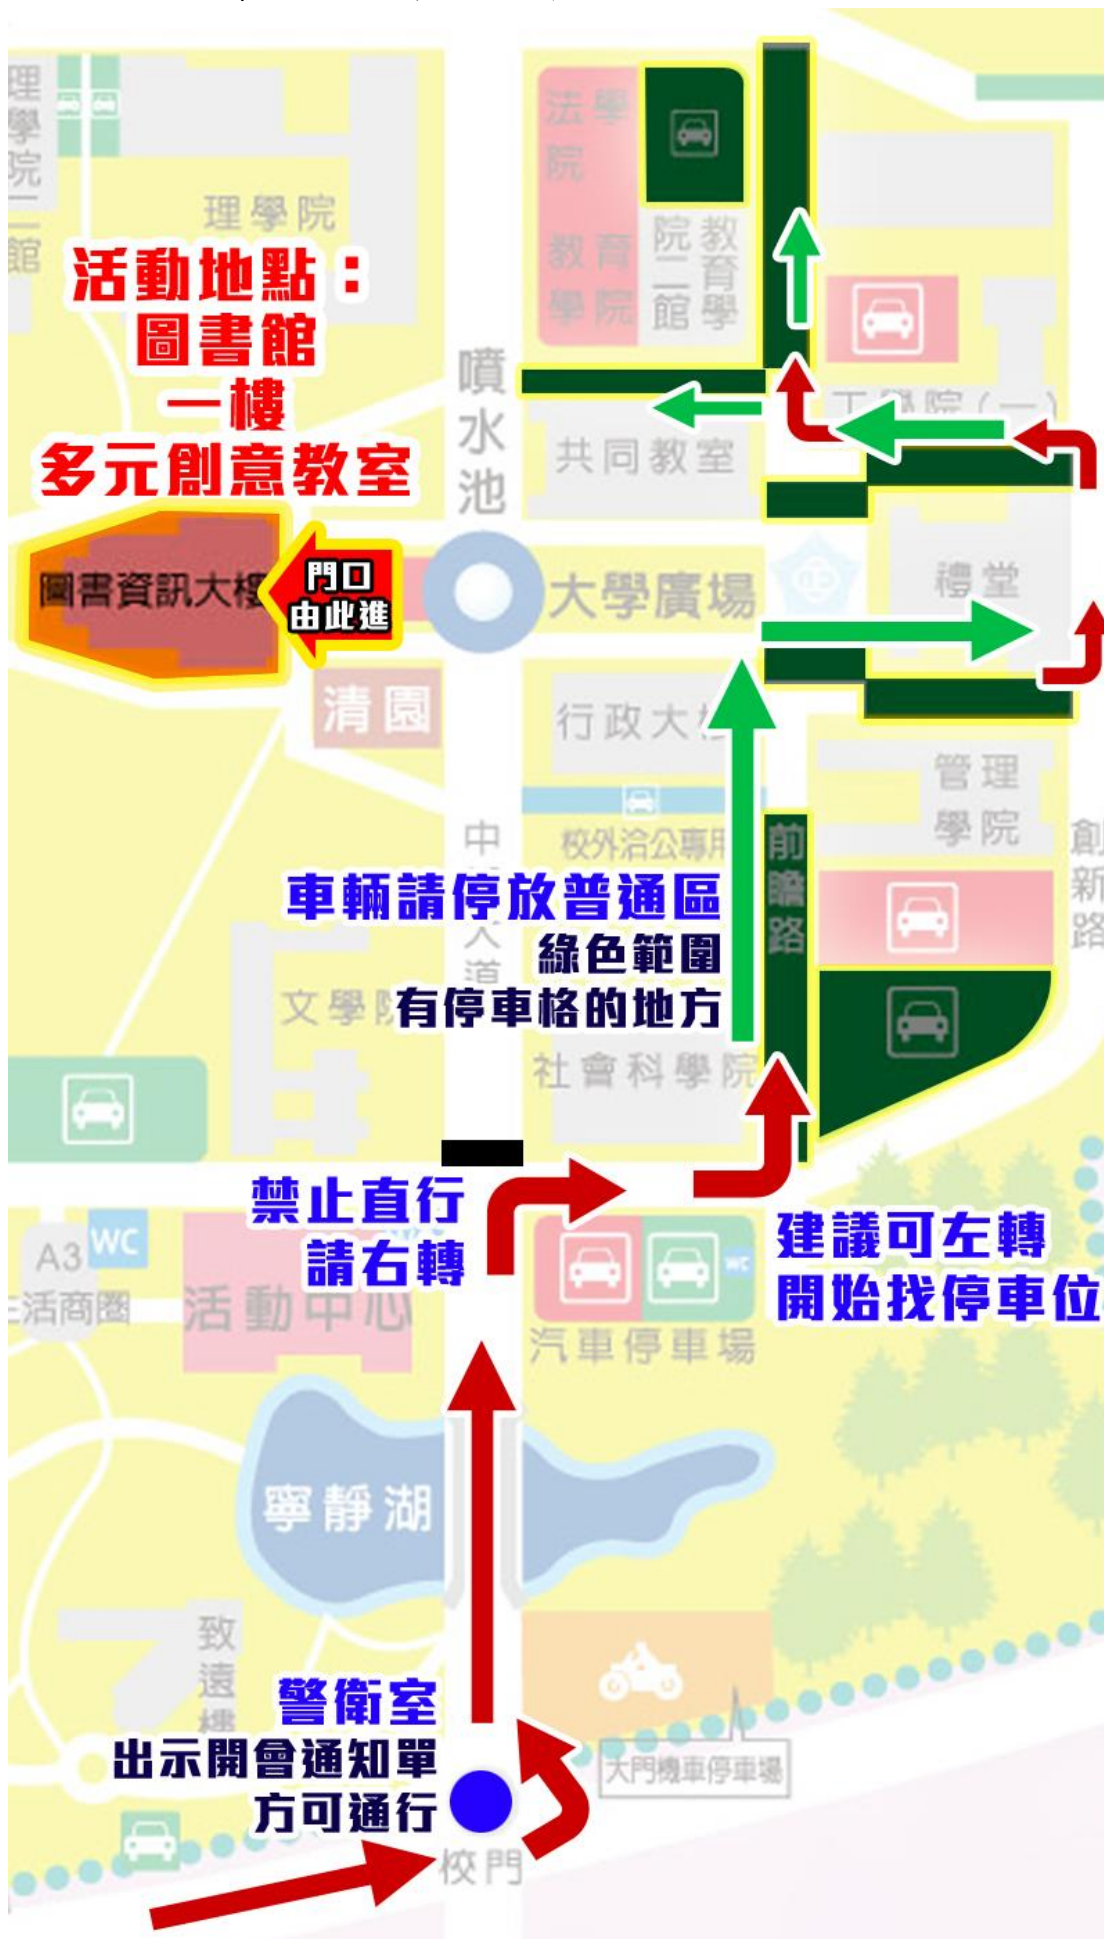 理學院二館
理學院
法學院
教育學院
教育學院二館
活動地點：
圖書館
一樓
多元創意教室
噴水池
工學院(一)
共同教室
圖書資訊大樓
門口
由此進
大學廣場
禮堂
清園
行政大
管理
學院
校外洽公專用
前瞻路
創新路
車輛請停放普通區
綠色範圍
有停車格的地方
文學院
社會科學院
禁止直行
請右轉
建議可左轉
開始找停車位
A3
WC
生活商圈
活動中心
WC
汽車停車場
寧靜湖
致遠樓
警衛室
出示開會通知單
方可通行
大門機車停車場
校門